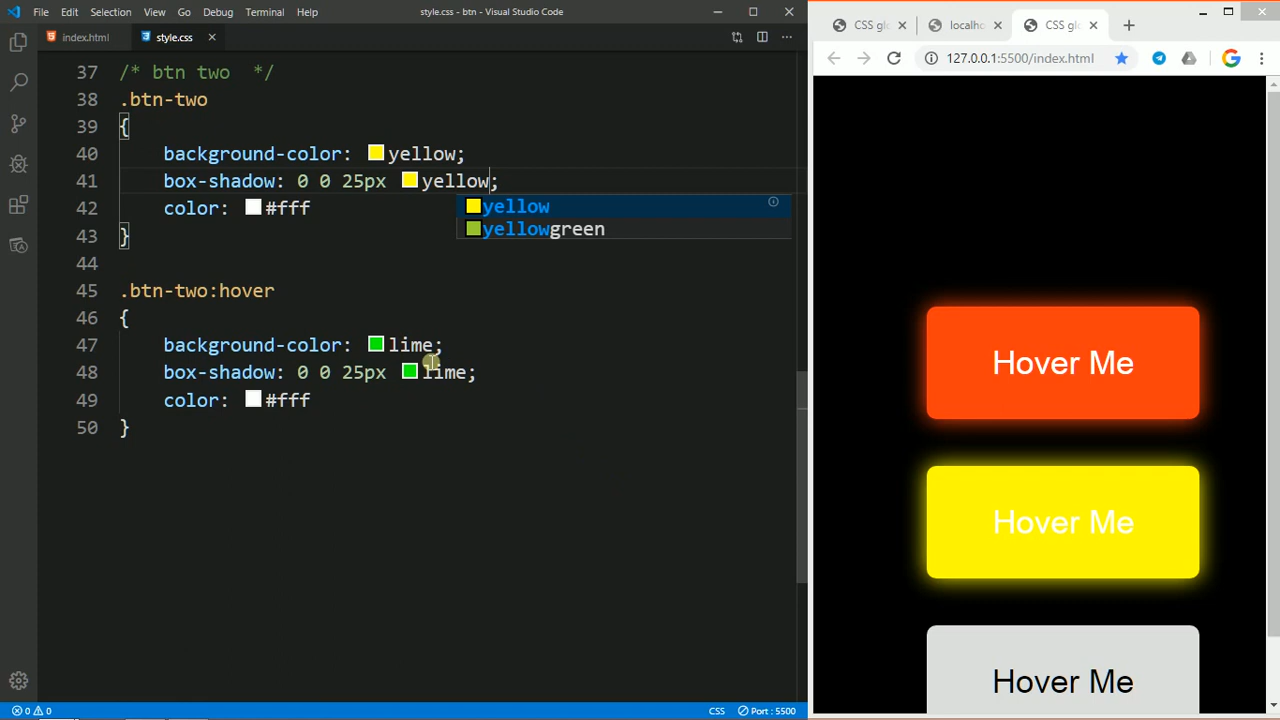 File Edit Selection View Go Debug Terminal Help
style.css - btn - Visual Studio Code
index.html
style.css
37 /* btn two */
38 .btn-two
39 {
40 background-color: yellow;
41 box-shadow: 0 0 25px yellow;
42 color: #fff
43 }
44
45 .btn-two:hover
46 {
47 background-color: lime;
48 box-shadow: 0 0 25px lime;
49 color: #fff
50 }
yellow
yellowgreen
0 0
CSS
Port : 5500
CSS glo
localho
CSS glo
127.0.0.1:5500/index.html
Hover Me
Hover Me
Hover Me